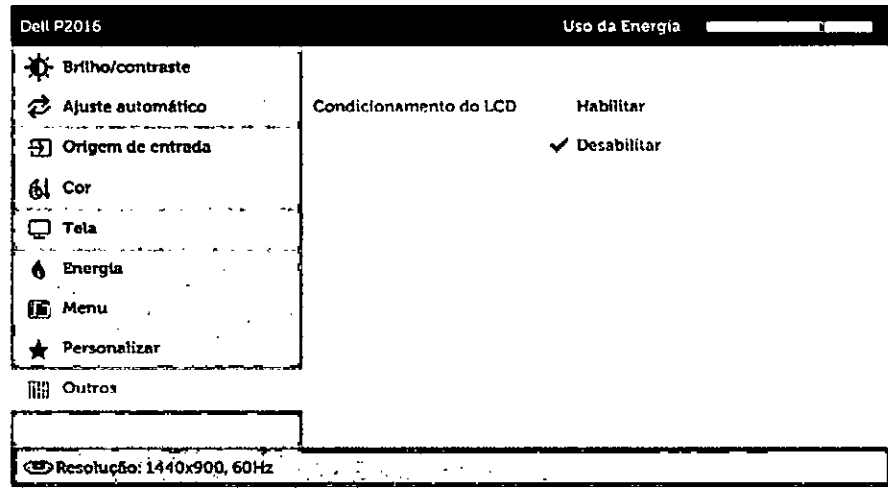 Dell P2016 Uso da Energia
Brilho/contraste
Ajuste automático Condicionamento do LCD Habilitar
Origem de entrada Desabilitar
Cor
Tela
Energia
Menu
Personalizar
Outros
Resolução: 1440x900, 60Hz